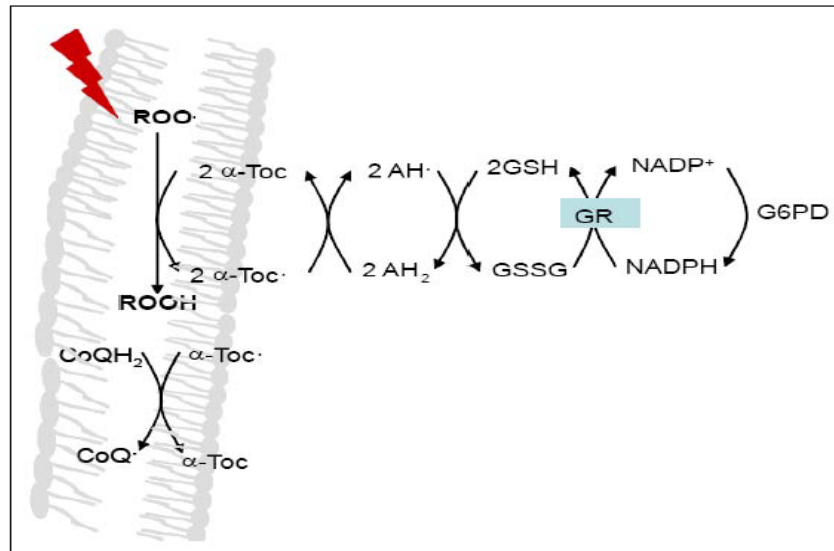 ROO·
2 α-Toc 2 AH· 2GSH NADP⁺
GR G6PD
2 α-Toc· 2 AH₂ GSSG NADPH
ROOH
CoQH₂ α-Toc·
CoQ· α-Toc